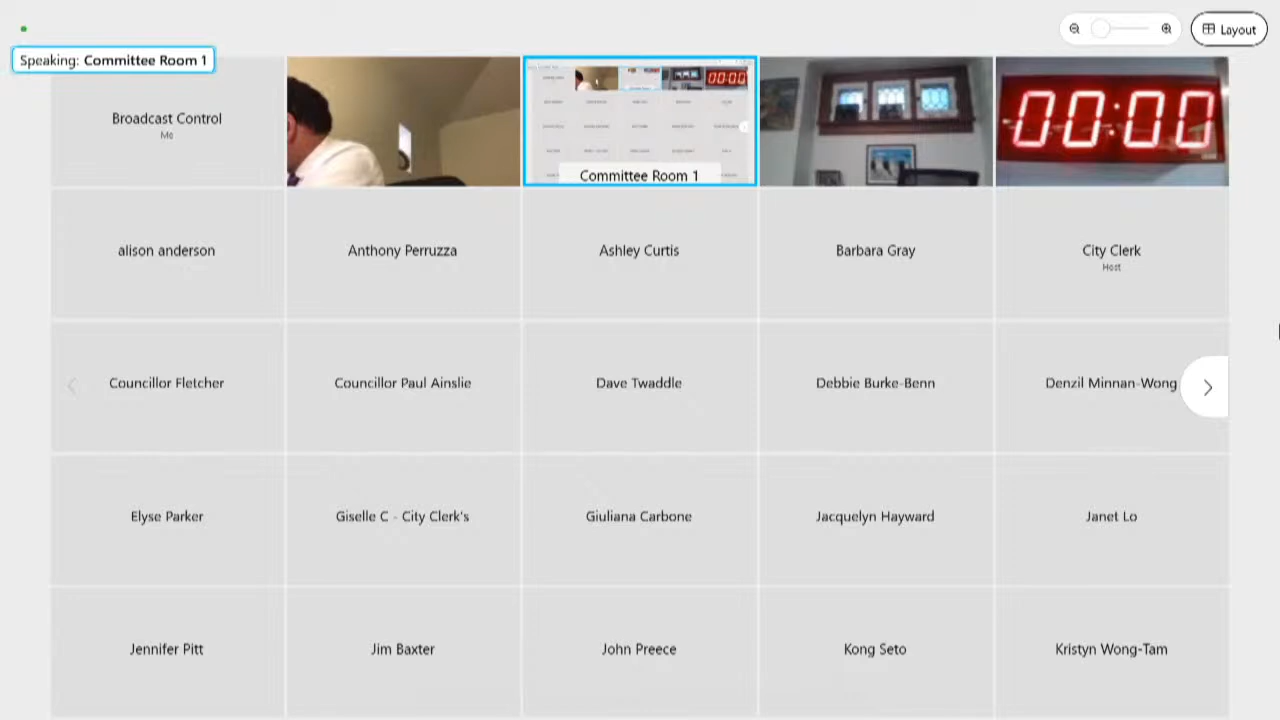 Layout
Speaking: Committee Room 1
Broadcast Control
Me
00:00
Committee Room 1
00:00
alison anderson
Anthony Perruzza
Ashley Curtis
Barbara Gray
City Clerk
Host
Councillor Fletcher
Councillor Paul Ainslie
Dave Twaddle
Debbie Burke-Benn
Denzil Minnan-Wong
Elyse Parker
Giselle C - City Clerk's
Giuliana Carbone
Jacquelyn Hayward
Janet Lo
Jennifer Pitt
Jim Baxter
John Preece
Kong Seto
Kristyn Wong-Tam